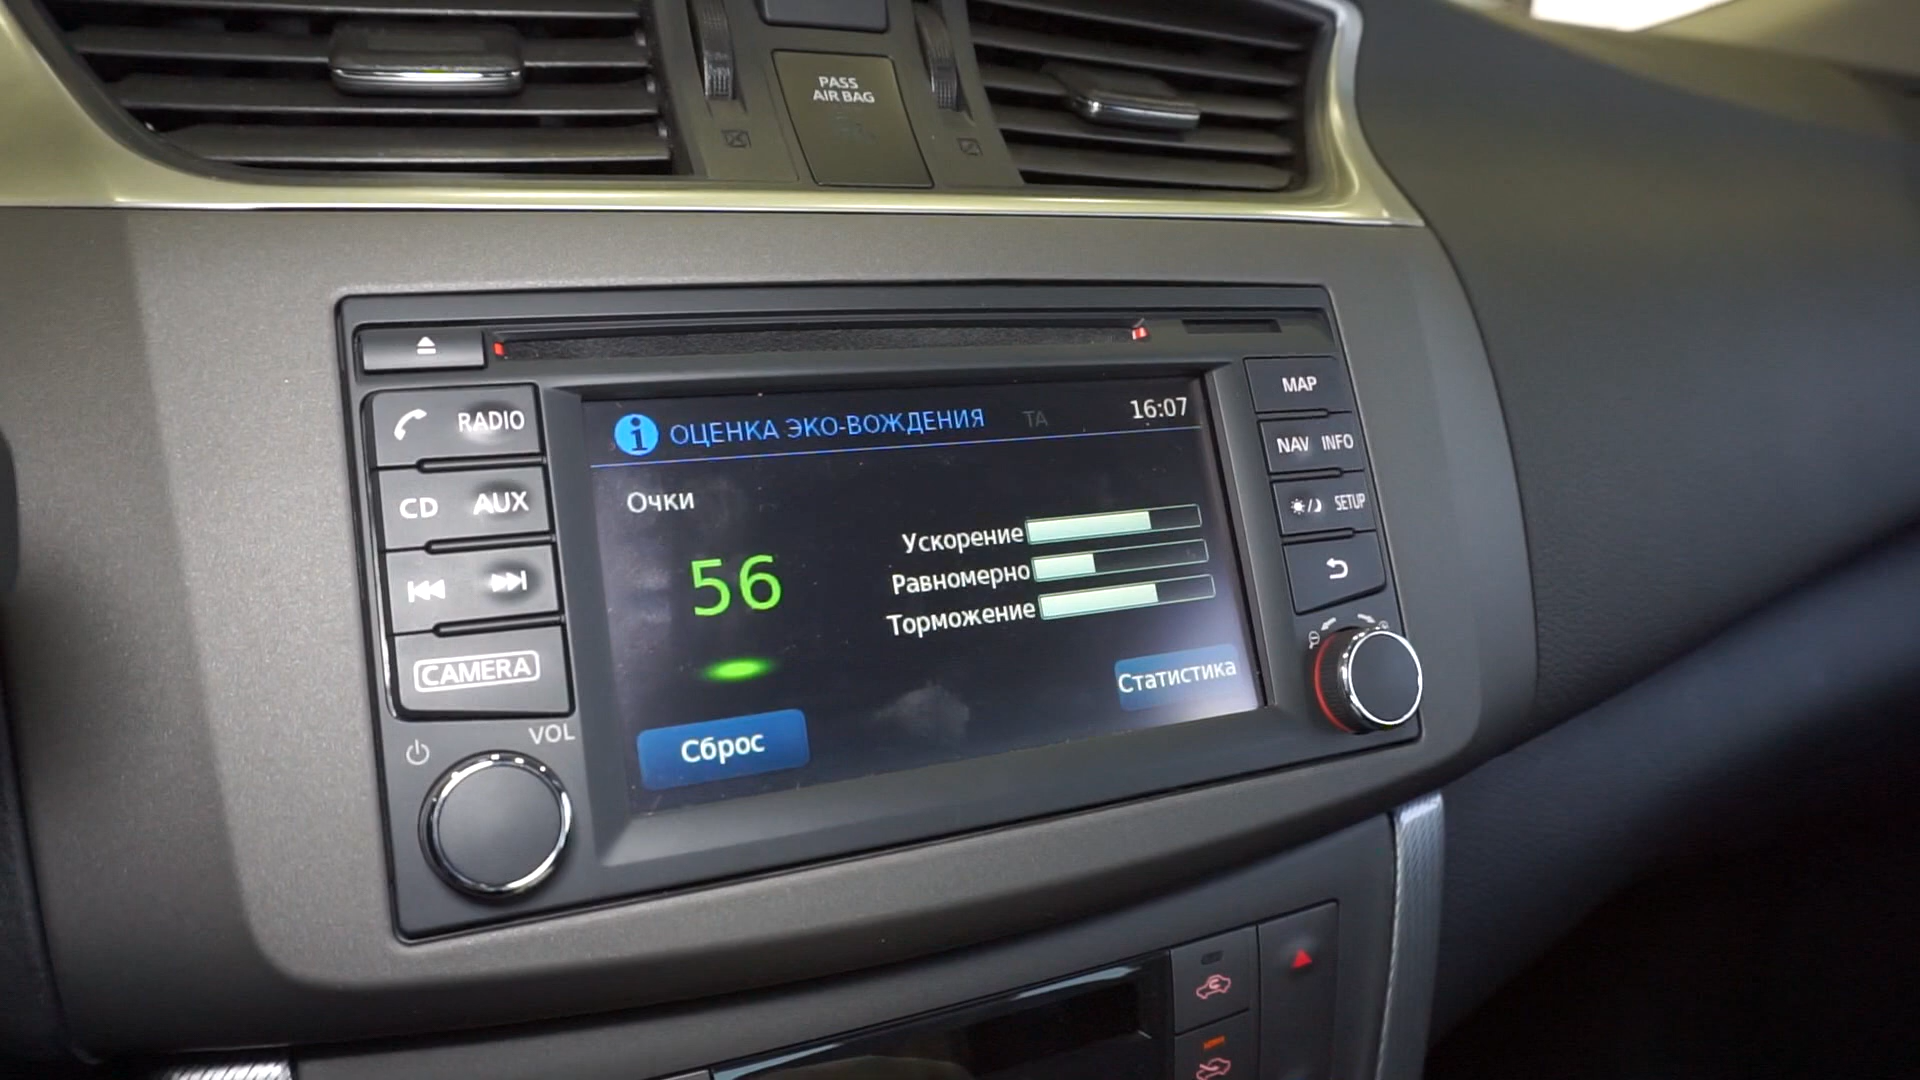 PASS
AIR BAG
RADIO
CD AUX
CAMERA
VOL
ОЦЕНКА ЭКО-ВОЖДЕНИЯ TA 16:07
Очки
56
Ускорение
Равномерно
Торможение
Статистика
Сброс
MAP
NAV INFO
SETUP